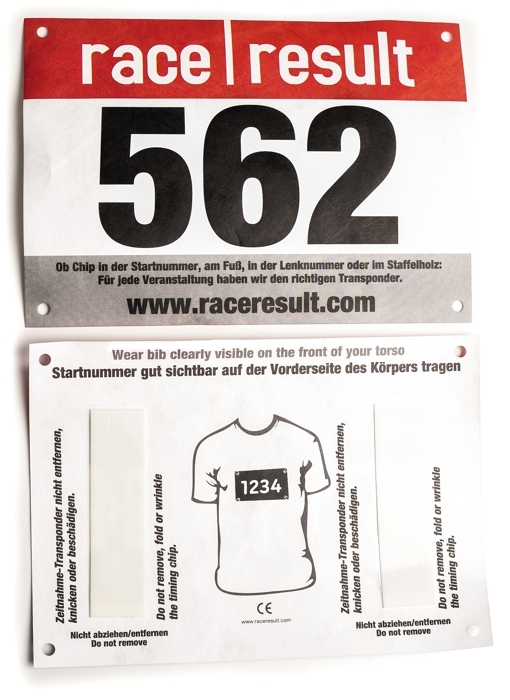 race|result
562
Ob Chip in der Startnummer, am Fuß, in der Lenknummer oder im Staffelholz:
Für jede Veranstaltung haben wir den richtigen Transponder.
www.raceresult.com
Wear bib clearly visible on the front of your torso
Startnummer gut sichtbar auf der Vorderseite des Körpers tragen
Zeitnahme-Transponder nicht entfernen,
knicken oder beschädigen.
Do not remove, fold or wrinkle
the timing chip.
1234
Zeitnahme-Transponder nicht entfernen,
knicken oder beschädigen.
Do not remove, fold or wrinkle
the timing chip.
CE
www.raceresult.com
Nicht abziehen/entfernen
Do not remove
Nicht abziehen/entfernen
Do not remove